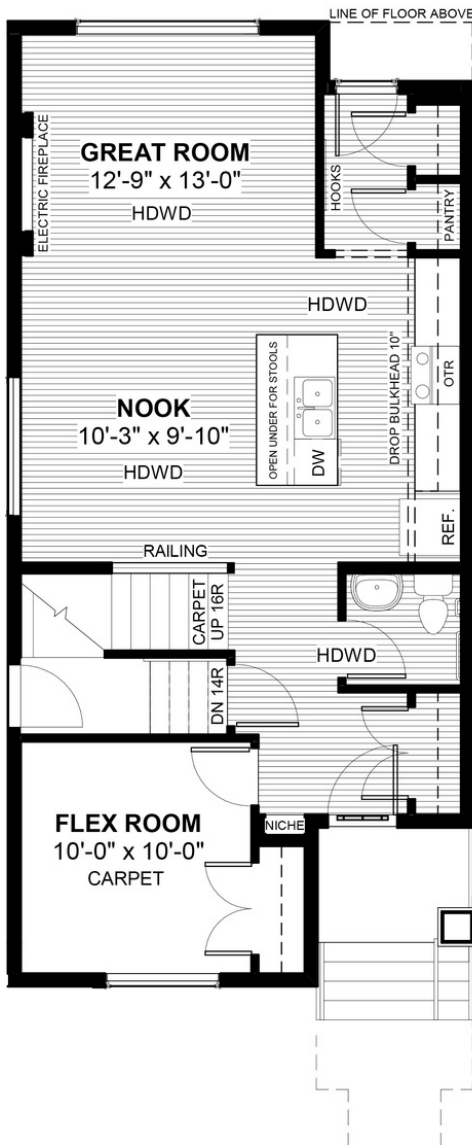 LINE OF FLOOR ABOVE
ELECTRIC FIREPLACE
GREAT ROOM
12'-9" x 13'-0"
HDWD
HOOKS
PANTRY
HDWD
OPEN UNDER FOR STOOLS
DROP BULKHEAD 10"
OTR
NOOK
10'-3" x 9'-10"
HDWD
DW
REF.
RAILING
CARPET
UP 16R
HDWD
DN 14R
FLEX ROOM
10'-0" x 10'-0"
CARPET
NICHE